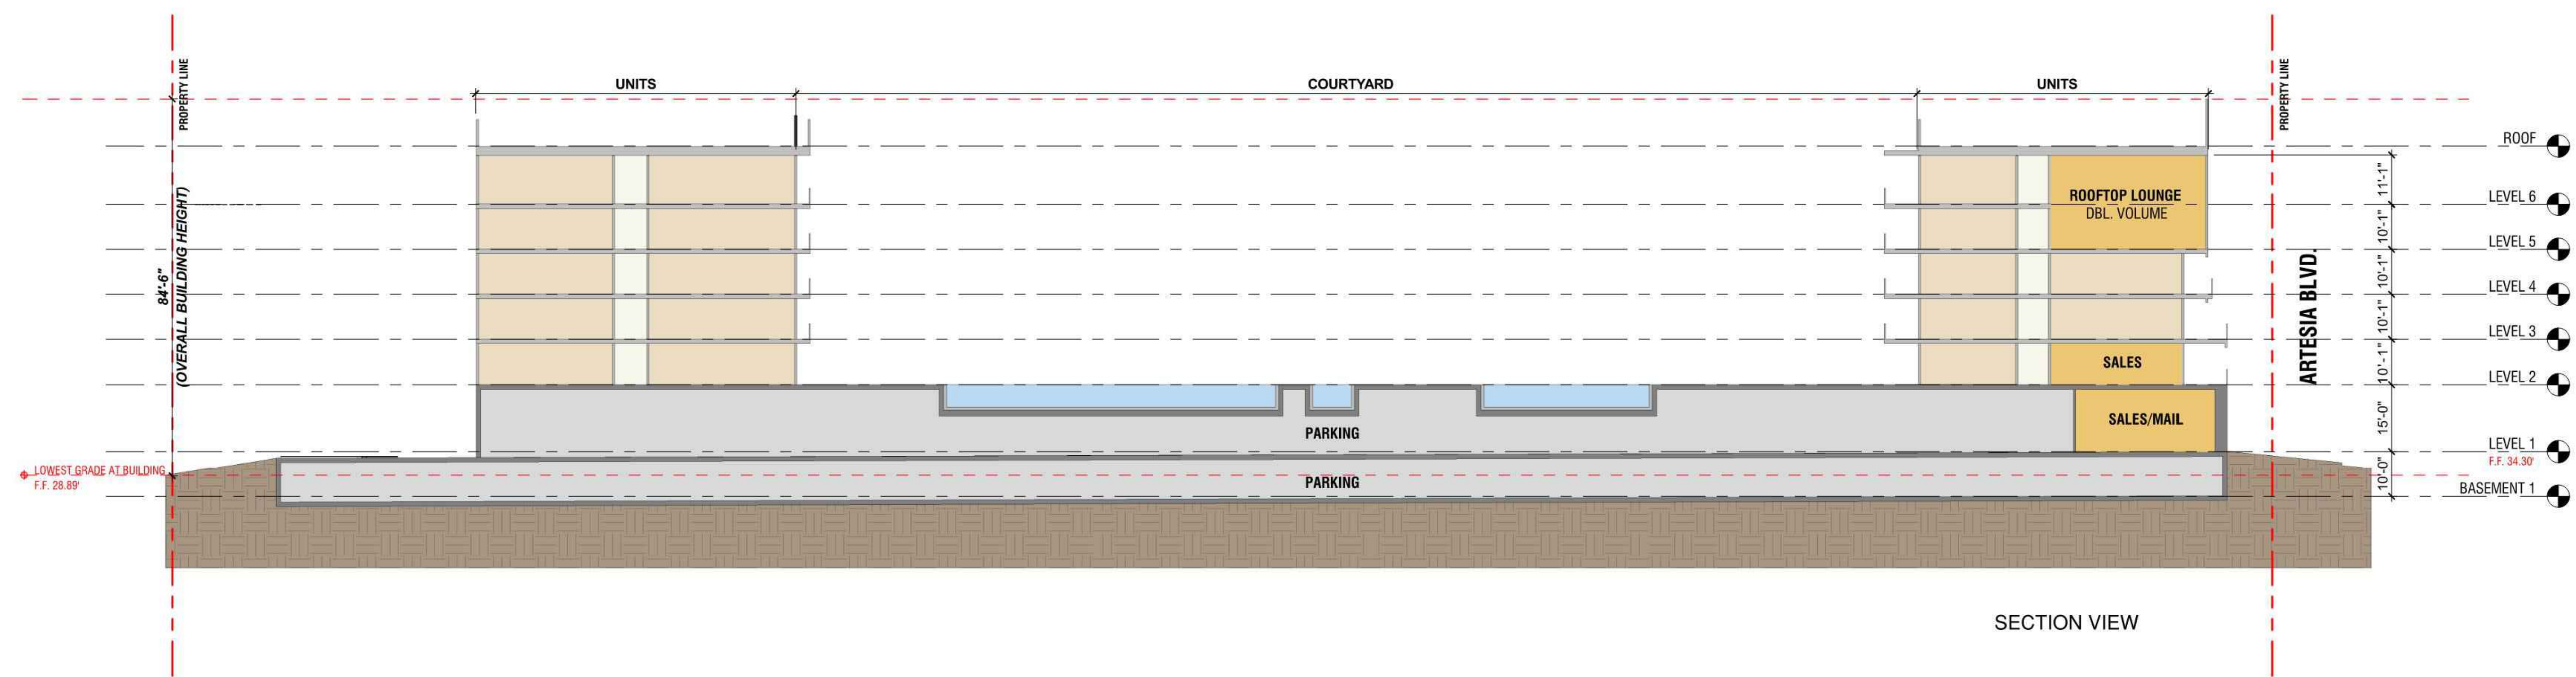 PROPERTY LINE
UNITS
COURTYARD
UNITS
PROPERTY LINE
ROOF
LEVEL 6
LEVEL 5
LEVEL 4
LEVEL 3
LEVEL 2
LEVEL 1
F.F. 34.30'
BASEMENT 1
11'-1"
10'-1"
10'-1"
10'-1"
10'-1"
15'-0"
10'-0"
84'-6"
(OVERALL BUILDING HEIGHT)
ROOFTOP LOUNGE
DBL. VOLUME
SALES
SALES/MAIL
ARTESIA BLVD.
PARKING
PARKING
LOWEST GRADE AT BUILDING
F.F. 28.89'
SECTION VIEW